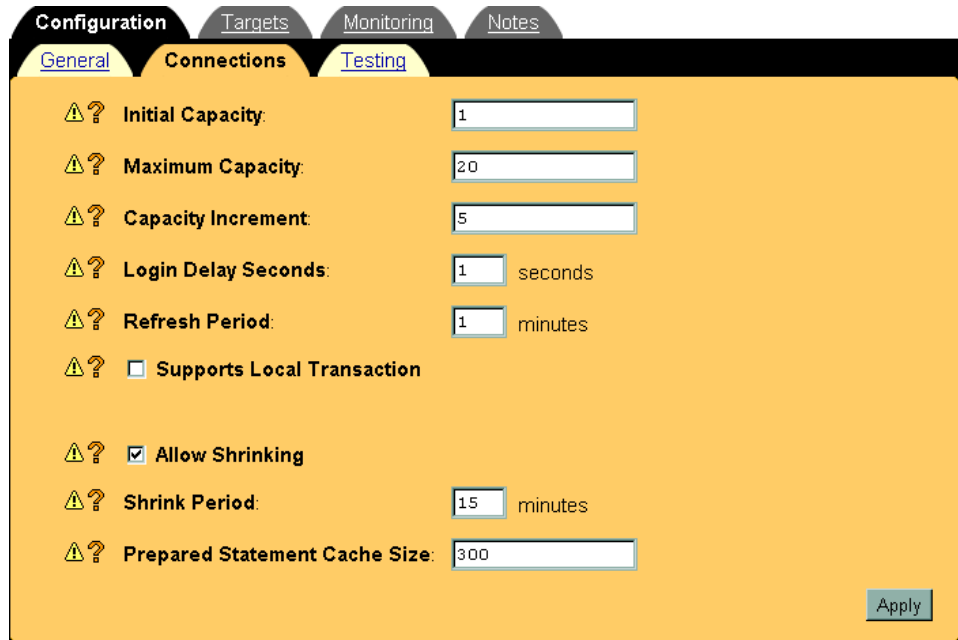 Configuration Targets Monitoring Notes
General Connections Testing
Initial Capacity: 1
Maximum Capacity: 20
Capacity Increment: 5
Login Delay Seconds: 1 seconds
Refresh Period: 1 minutes
Supports Local Transaction
Allow Shrinking
Shrink Period: 15 minutes
Prepared Statement Cache Size: 300
Apply